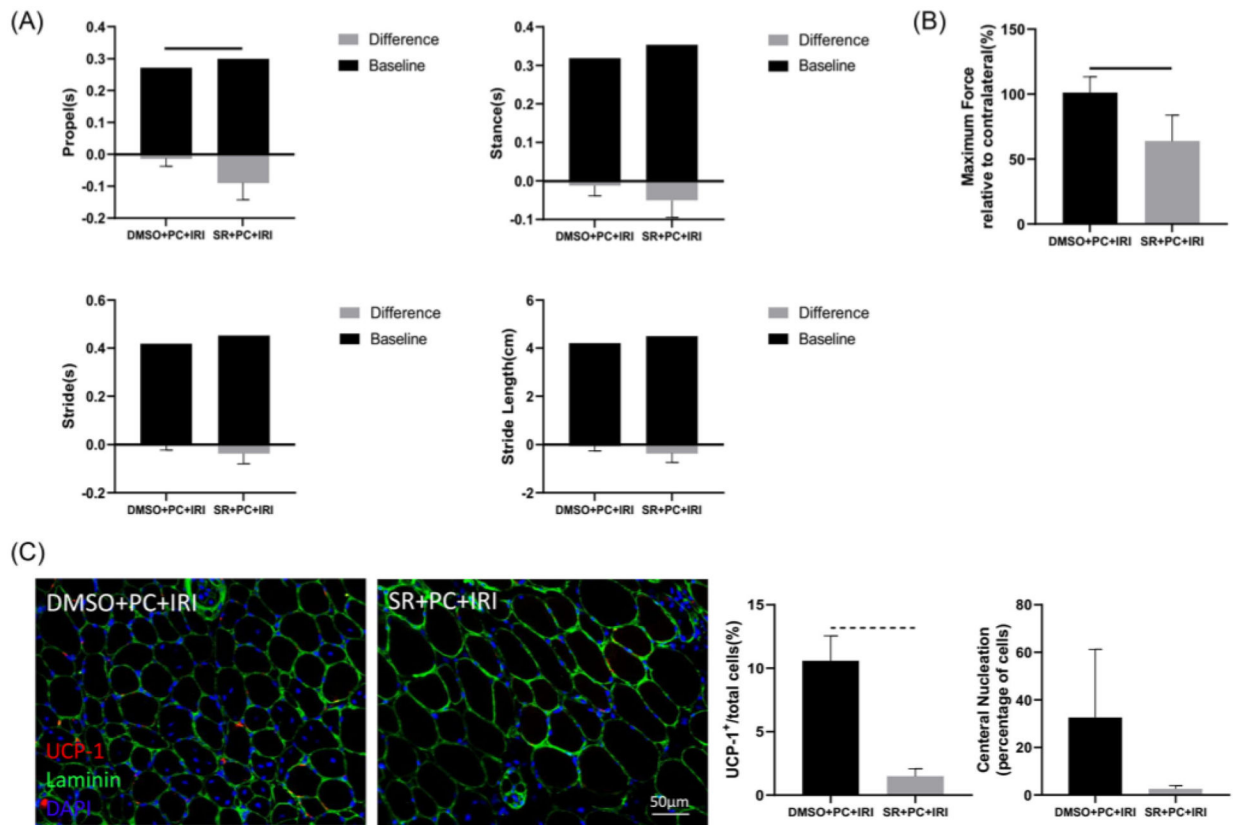 (A)
0.4
0.3
0.2
0.1
0.0
-0.1
-0.2
Propel(s)
DMSO+PC+IRI SR+PC+IRI
Difference
Baseline
0.4
0.3
0.2
0.1
0.0
-0.1
Stance(s)
DMSO+PC+IRI SR+PC+IRI
Difference
Baseline
(B)
150
100
50
0
Maximum Force
relative to contralateral(%)
DMSO+PC+IRI SR+PC+IRI
0.6
0.4
0.2
0.0
-0.2
Stride(s)
DMSO+PC+IRI SR+PC+IRI
Difference
Baseline
6
4
2
0
-2
Stride Length(cm)
DMSO+PC+IRI SR+PC+IRI
Difference
Baseline
(C)
DMSO+PC+IRI
UCP-1
Laminin
DAPI
SR+PC+IRI
50μm
15
10
5
0
UCP-1⁺/total cells(%)
DMSO+PC+IRI SR+PC+IRI
80
60
40
20
0
Centeral Nucleation
(percentage of cells)
DMSO+PC+IRI SR+PC+IRI